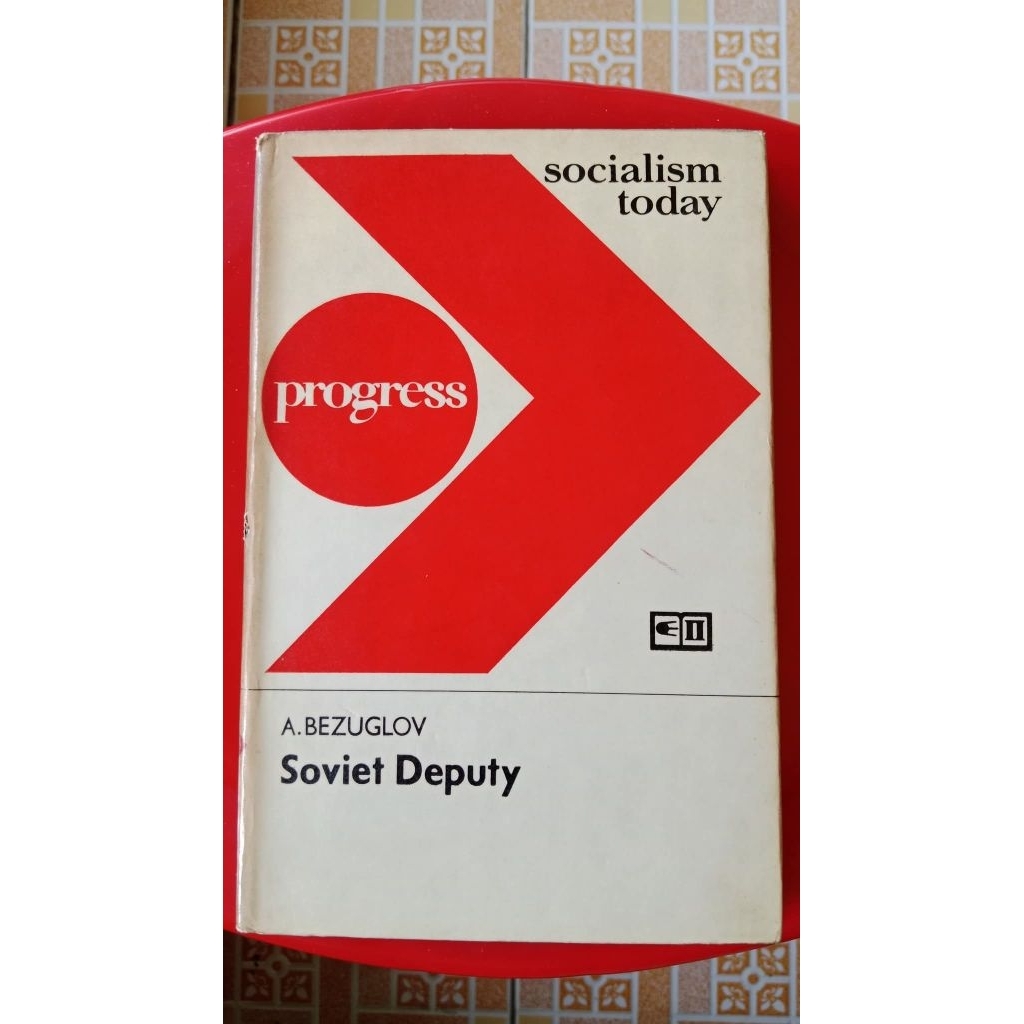 socialism
today
progress
П
A. BEZUGLOV
Soviet Deputy